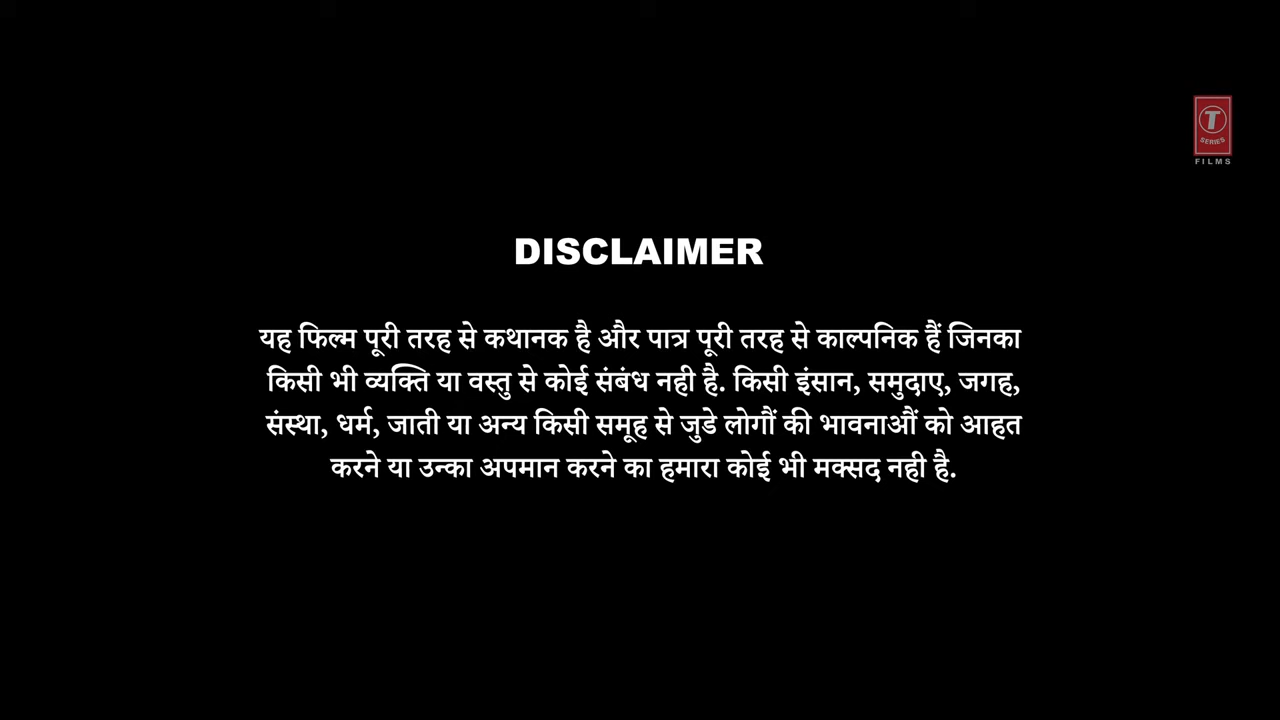 T
SERIES
FILMS
DISCLAIMER
यह फिल्म पूरी तरह से कथानक है और पात्र पूरी तरह से काल्पनिक हैं जिनका
किसी भी व्यक्ति या वस्तु से कोई संबंध नही है. किसी इंसान, समुदाए, जगह,
संस्था, धर्म, जाती या अन्य किसी समूह से जुडे लोगौं की भावनाऔं को आहत
करने या उनका अपमान करने का हमारा कोई भी मक्सद नही है.